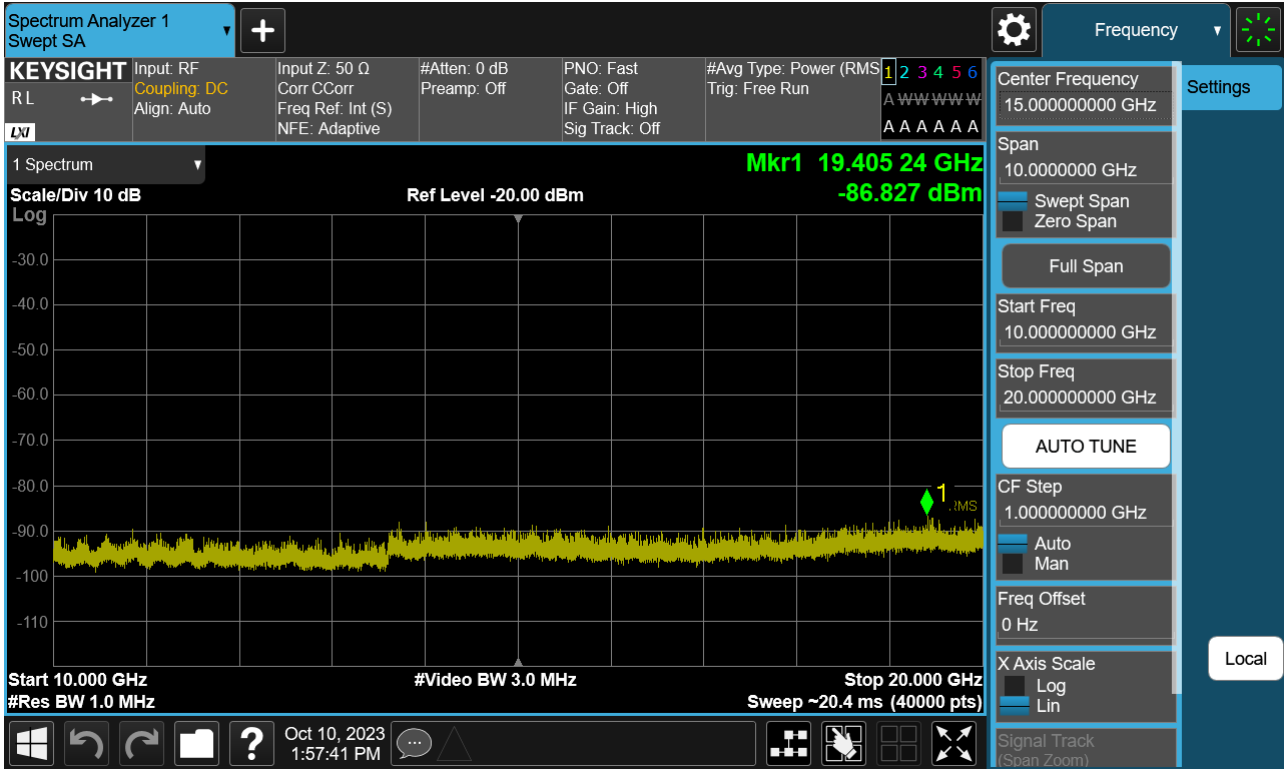 Spectrum Analyzer 1
Swept SA
Frequency
KEYSIGHT
R L
LXI
Input: RF
Coupling: DC
Align: Auto
Input Z: 50 Ω
Corr CCorr
Freq Ref: Int (S)
NFE: Adaptive
#Atten: 0 dB
Preamp: Off
PNO: Fast
Gate: Off
IF Gain: High
Sig Track: Off
#Avg Type: Power (RMS
Trig: Free Run
1 2 3 4 5 6
A W W W W W
A A A A A A
1 Spectrum
Mkr1 19.405 24 GHz
Scale/Div 10 dB
Ref Level -20.00 dBm
-86.827 dBm
Log
-30.0
-40.0
-50.0
-60.0
-70.0
-80.0
1
RMS
-90.0
-100
-110
Start 10.000 GHz
#Video BW 3.0 MHz
Stop 20.000 GHz
#Res BW 1.0 MHz
Sweep ~20.4 ms (40000 pts)
Oct 10, 2023
1:57:41 PM
Center Frequency
15.000000000 GHz
Settings
Span
10.0000000 GHz
Swept Span
Zero Span
Full Span
Start Freq
10.000000000 GHz
Stop Freq
20.000000000 GHz
AUTO TUNE
CF Step
1.000000000 GHz
Auto
Man
Freq Offset
0 Hz
X Axis Scale
Log
Lin
Signal Track
(Span Zoom)
Local